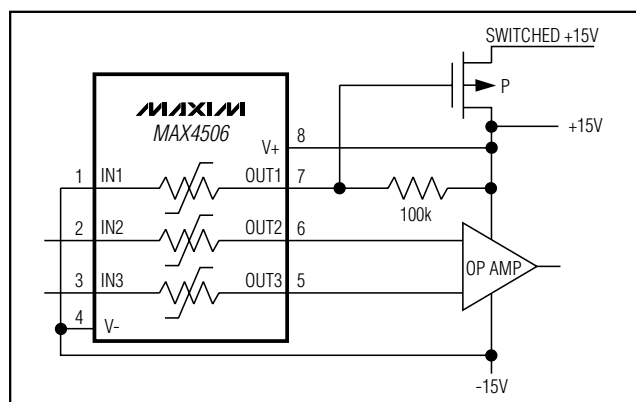 SWITCHED +15V
P
MAXIM
MAX4506
+15V
V+ 8
1 IN1 OUT1 7
100k
2 IN2 OUT2 6
OP AMP
3 IN3 OUT3 5
4 V-
-15V